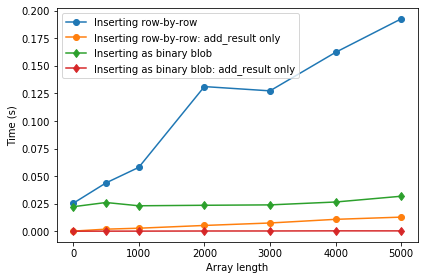 Inserting row-by-row
Inserting row-by-row: add_result only
Inserting as binary blob
Inserting as binary blob: add_result only
0.200
0.175
0.150
0.125
0.100
0.075
0.050
0.025
0.000
Time (s)
0 1000 2000 3000 4000 5000
Array length